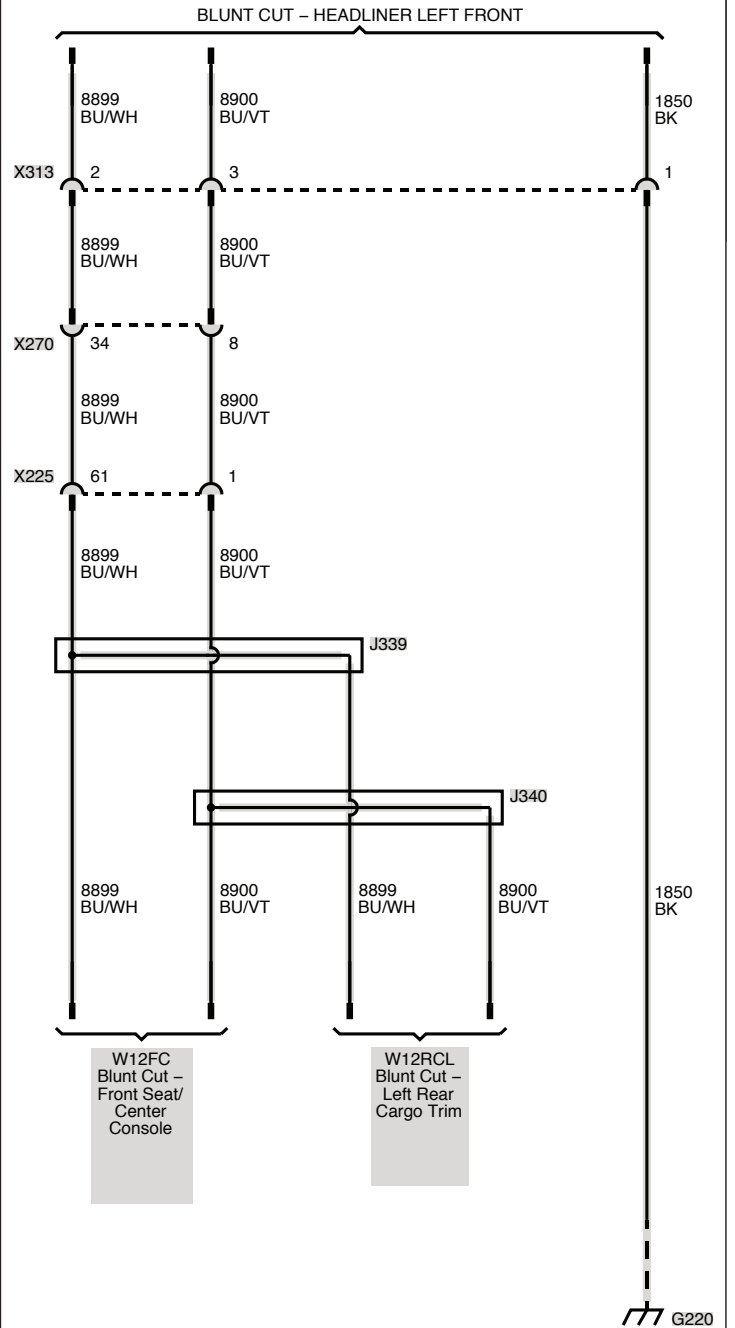 BLUNT CUT – HEADLINER LEFT FRONT
8899
BU/WH
8900
BU/VT
1850
BK
X313 2 3 1
8899
BU/WH
8900
BU/VT
X270 34 8
8899
BU/WH
8900
BU/VT
X225 61 1
8899
BU/WH
8900
BU/VT
J339
J340
8899
BU/WH
8900
BU/VT
8899
BU/WH
8900
BU/VT
1850
BK
W12FC
Blunt Cut –
Front Seat/
Center
Console
W12RCL
Blunt Cut –
Left Rear
Cargo Trim
G220